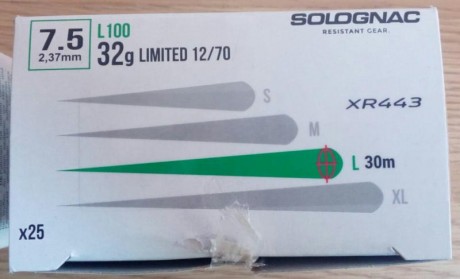 7.5
2,37mm
L100
32g LIMITED 12/70
SOLOGNAC
RESISTANT GEAR.
S
XR443
M
L 30m
XL
x25